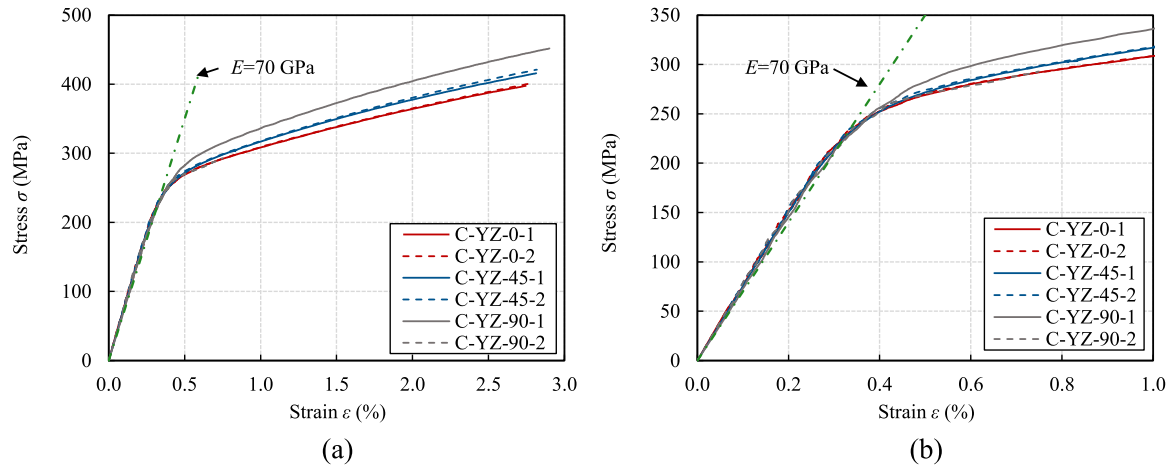 500
400
300
200
100
0
Stress σ (MPa)
E=70 GPa
C-YZ-0-1
C-YZ-0-2
C-YZ-45-1
C-YZ-45-2
C-YZ-90-1
C-YZ-90-2
0.0 0.5 1.0 1.5 2.0 2.5 3.0
Strain ε (%)
(a)
350
300
250
200
150
100
50
0
Stress σ (MPa)
E=70 GPa
C-YZ-0-1
C-YZ-0-2
C-YZ-45-1
C-YZ-45-2
C-YZ-90-1
C-YZ-90-2
0.0 0.2 0.4 0.6 0.8 1.0
Strain ε (%)
(b)